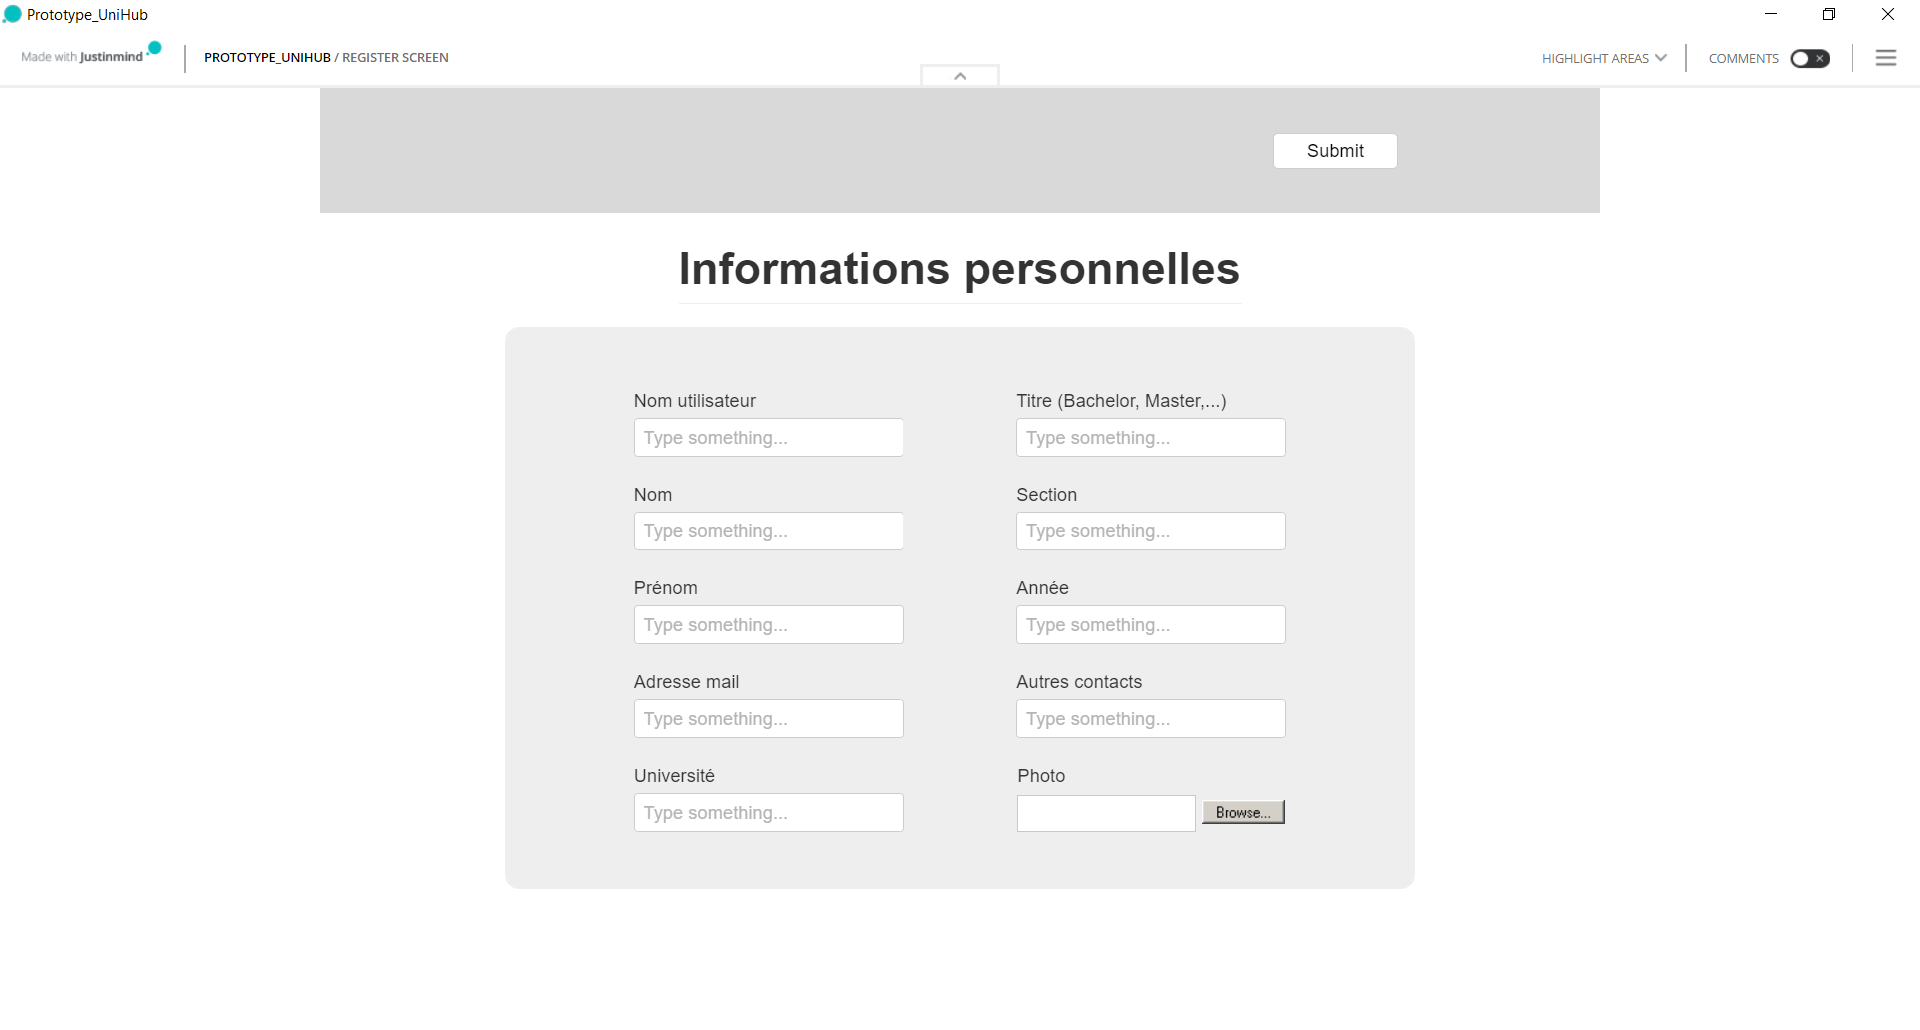 Prototype_UniHub
Made with Justinmind
PROTOTYPE_UNIHUB / REGISTER SCREEN
HIGHLIGHT AREAS
COMMENTS
Submit
Informations personnelles
Nom utilisateur
Type something...
Titre (Bachelor, Master,...)
Type something...
Nom
Type something...
Section
Type something...
Prénom
Type something...
Année
Type something...
Adresse mail
Type something...
Autres contacts
Type something...
Université
Type something...
Photo
Browse...